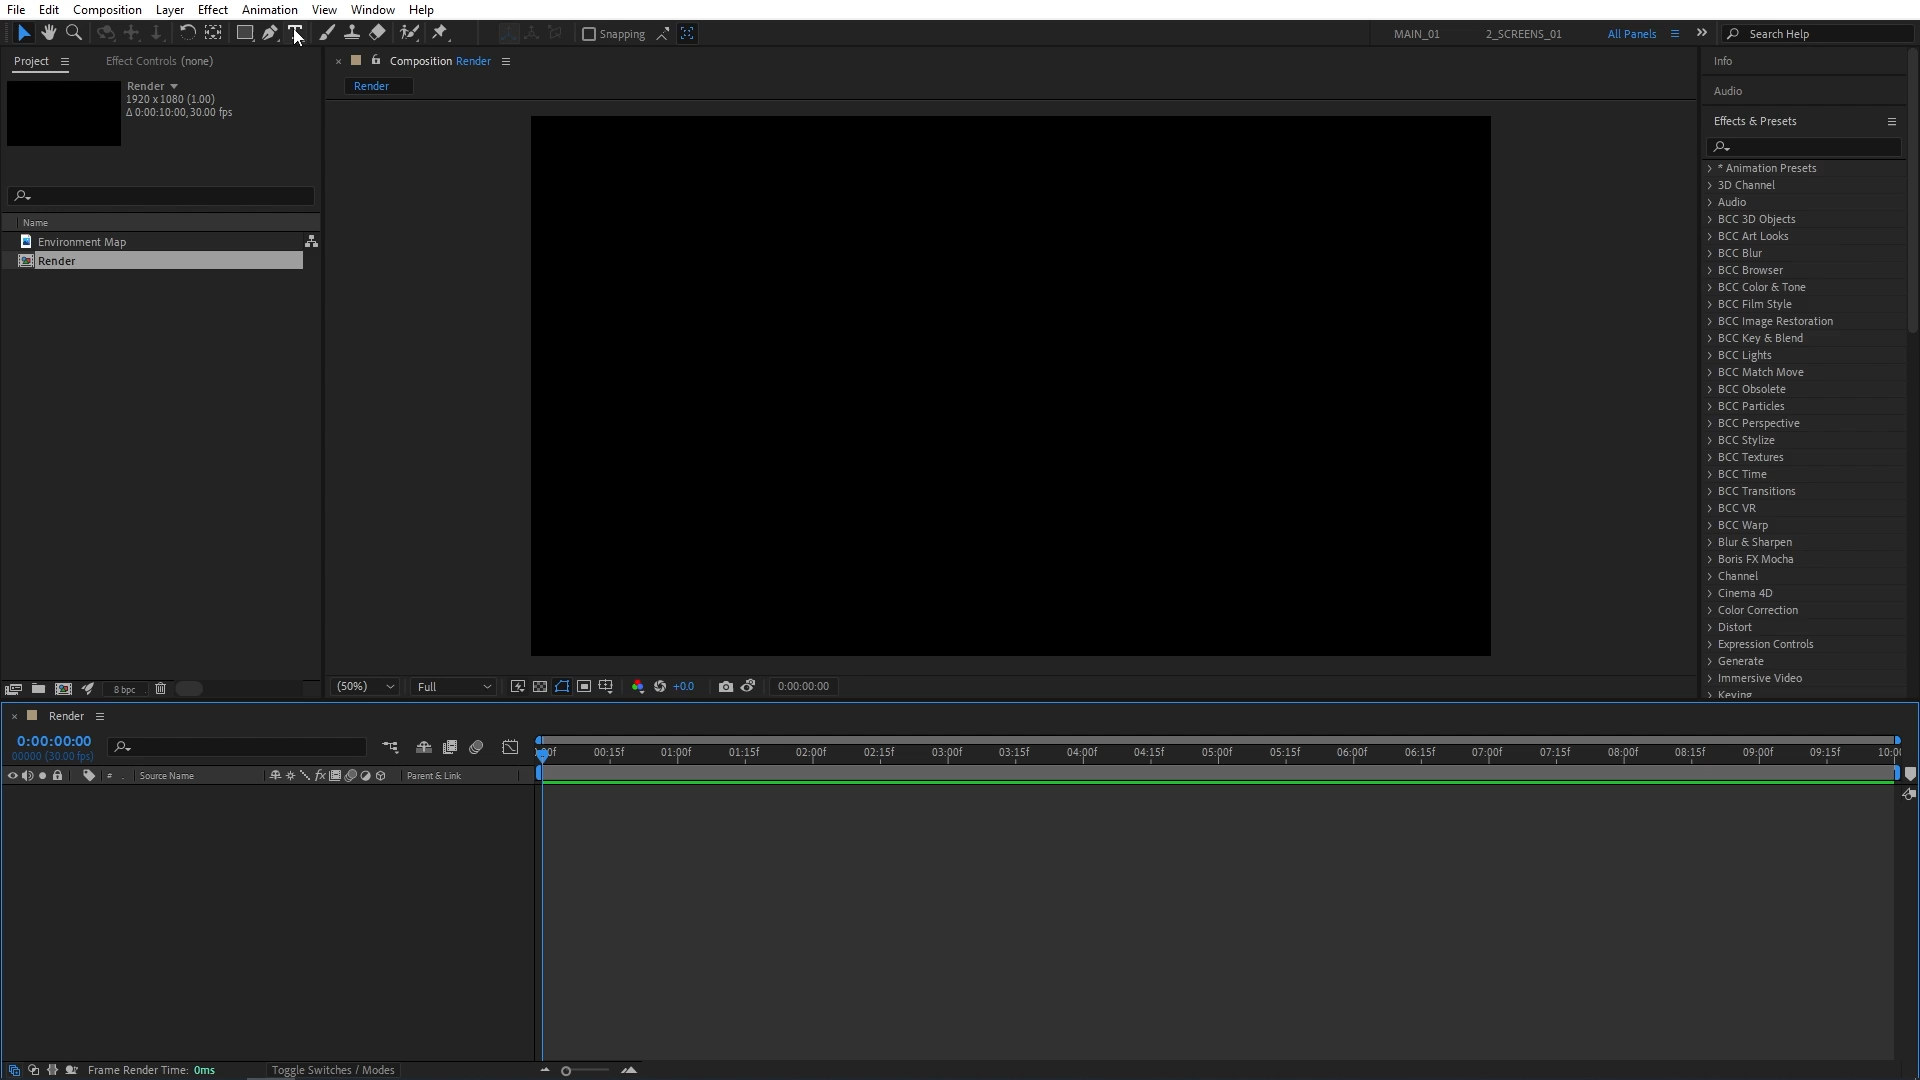 File Edit Composition Layer Effect Animation View Window Help
Snapping MAIN_01 2_SCREENS_01 All Panels Search Help
Project Effect Controls (none)
Render
1920 x 1080 (1.00)
Δ 0:00:10:00, 30.00 fps
Name
Environment Map
Render
8 bpc
Composition Render
Render
(50%) Full +0.0 0:00:00:00
Info
Audio
Effects & Presets
* Animation Presets
3D Channel
Audio
BCC 3D Objects
BCC Art Looks
BCC Blur
BCC Browser
BCC Color & Tone
BCC Film Style
BCC Image Restoration
BCC Key & Blend
BCC Lights
BCC Match Move
BCC Obsolete
BCC Particles
BCC Perspective
BCC Stylize
BCC Textures
BCC Time
BCC Transitions
BCC VR
BCC Warp
Blur & Sharpen
Boris FX Mocha
Channel
Cinema 4D
Color Correction
Distort
Expression Controls
Generate
Immersive Video
Keying
Render
0:00:00:00
00000 (30.00 fps)
# Source Name fx Parent & Link
00:15f 01:00f 01:15f 02:00f 02:15f 03:00f 03:15f 04:00f 04:15f 05:00f 05:15f 06:00f 06:15f 07:00f 07:15f 08:00f 08:15f 09:00f 09:15f 10:00
Frame Render Time: 0ms Toggle Switches / Modes